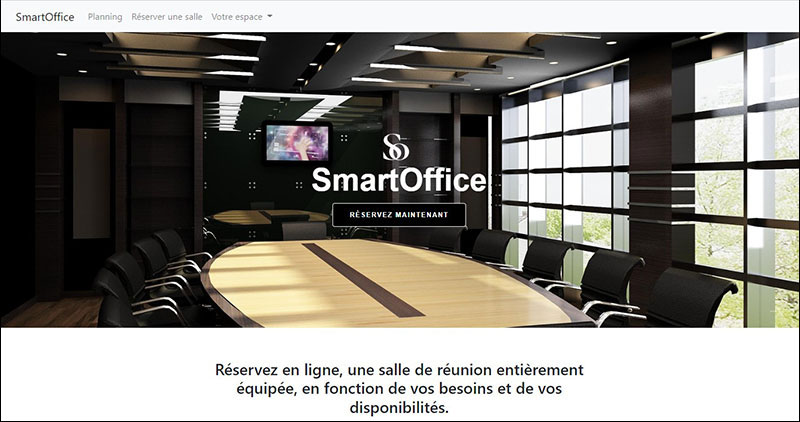 SmartOffice Planning Réserver une salle Votre espace
SO
SmartOffice
RÉSERVEZ MAINTENANT
Réservez en ligne, une salle de réunion entièrement
équipée, en fonction de vos besoins et de vos
disponibilités.